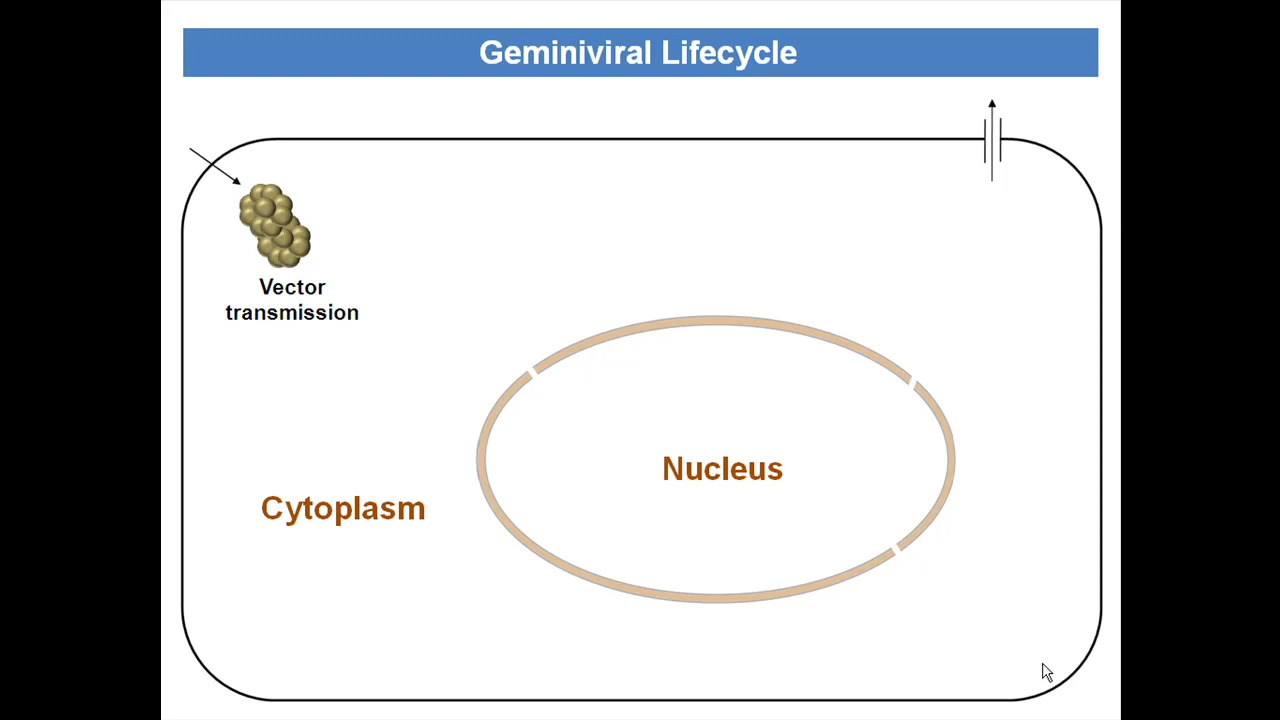 Geminiviral Lifecycle
Vector
transmission
Nucleus
Cytoplasm